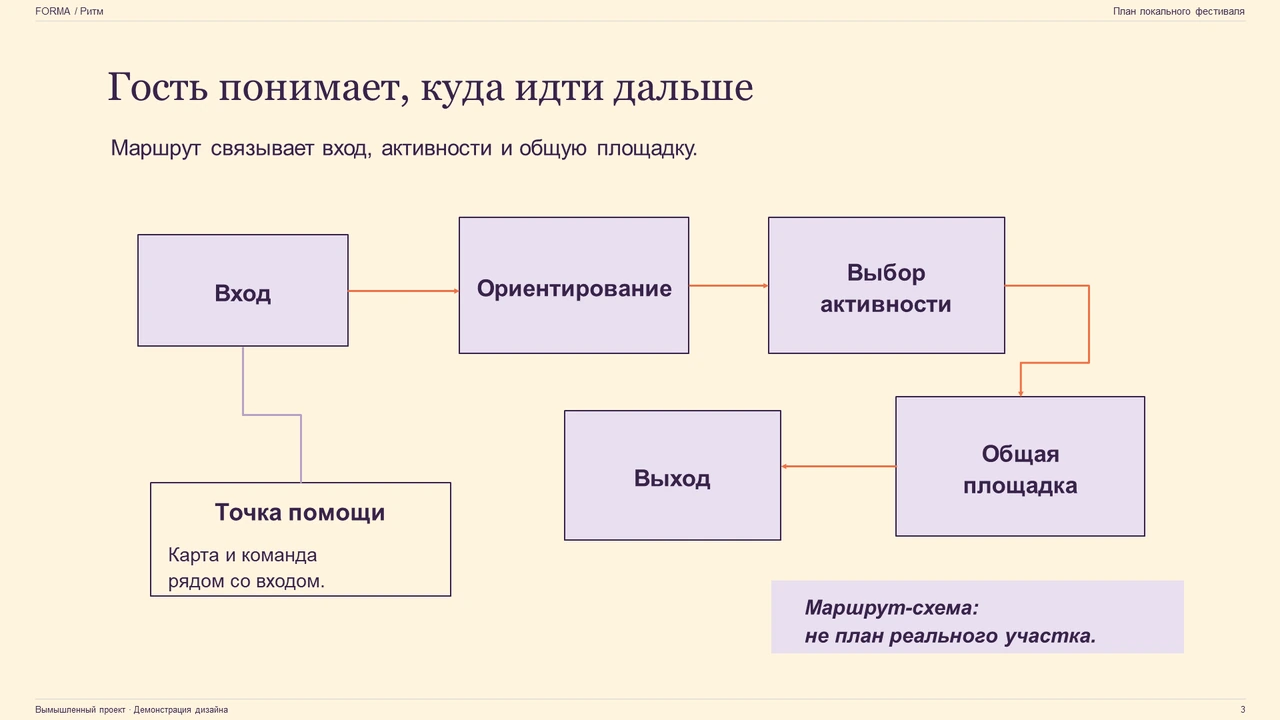 FORMA / Ритм
План локального фестиваля
Гость понимает, куда идти дальше
Маршрут связывает вход, активности и общую площадку.
Вход
Ориентирование
Выбор
активности
Общая
площадка
Выход
Точка помощи
Карта и команда
рядом со входом.
Маршрут-схема:
не план реального участка.
Вымышленный проект · Демонстрация дизайна
3